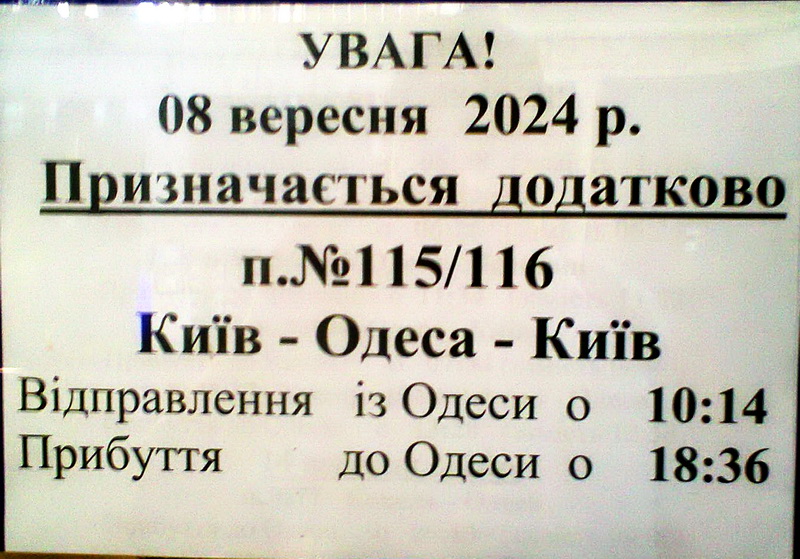 УВАГА!
08 вересня 2024 р.
Призначається додатково
п.№115/116
Київ - Одеса - Київ
Відправлення із Одеси о 10:14
Прибуття до Одеси о 18:36